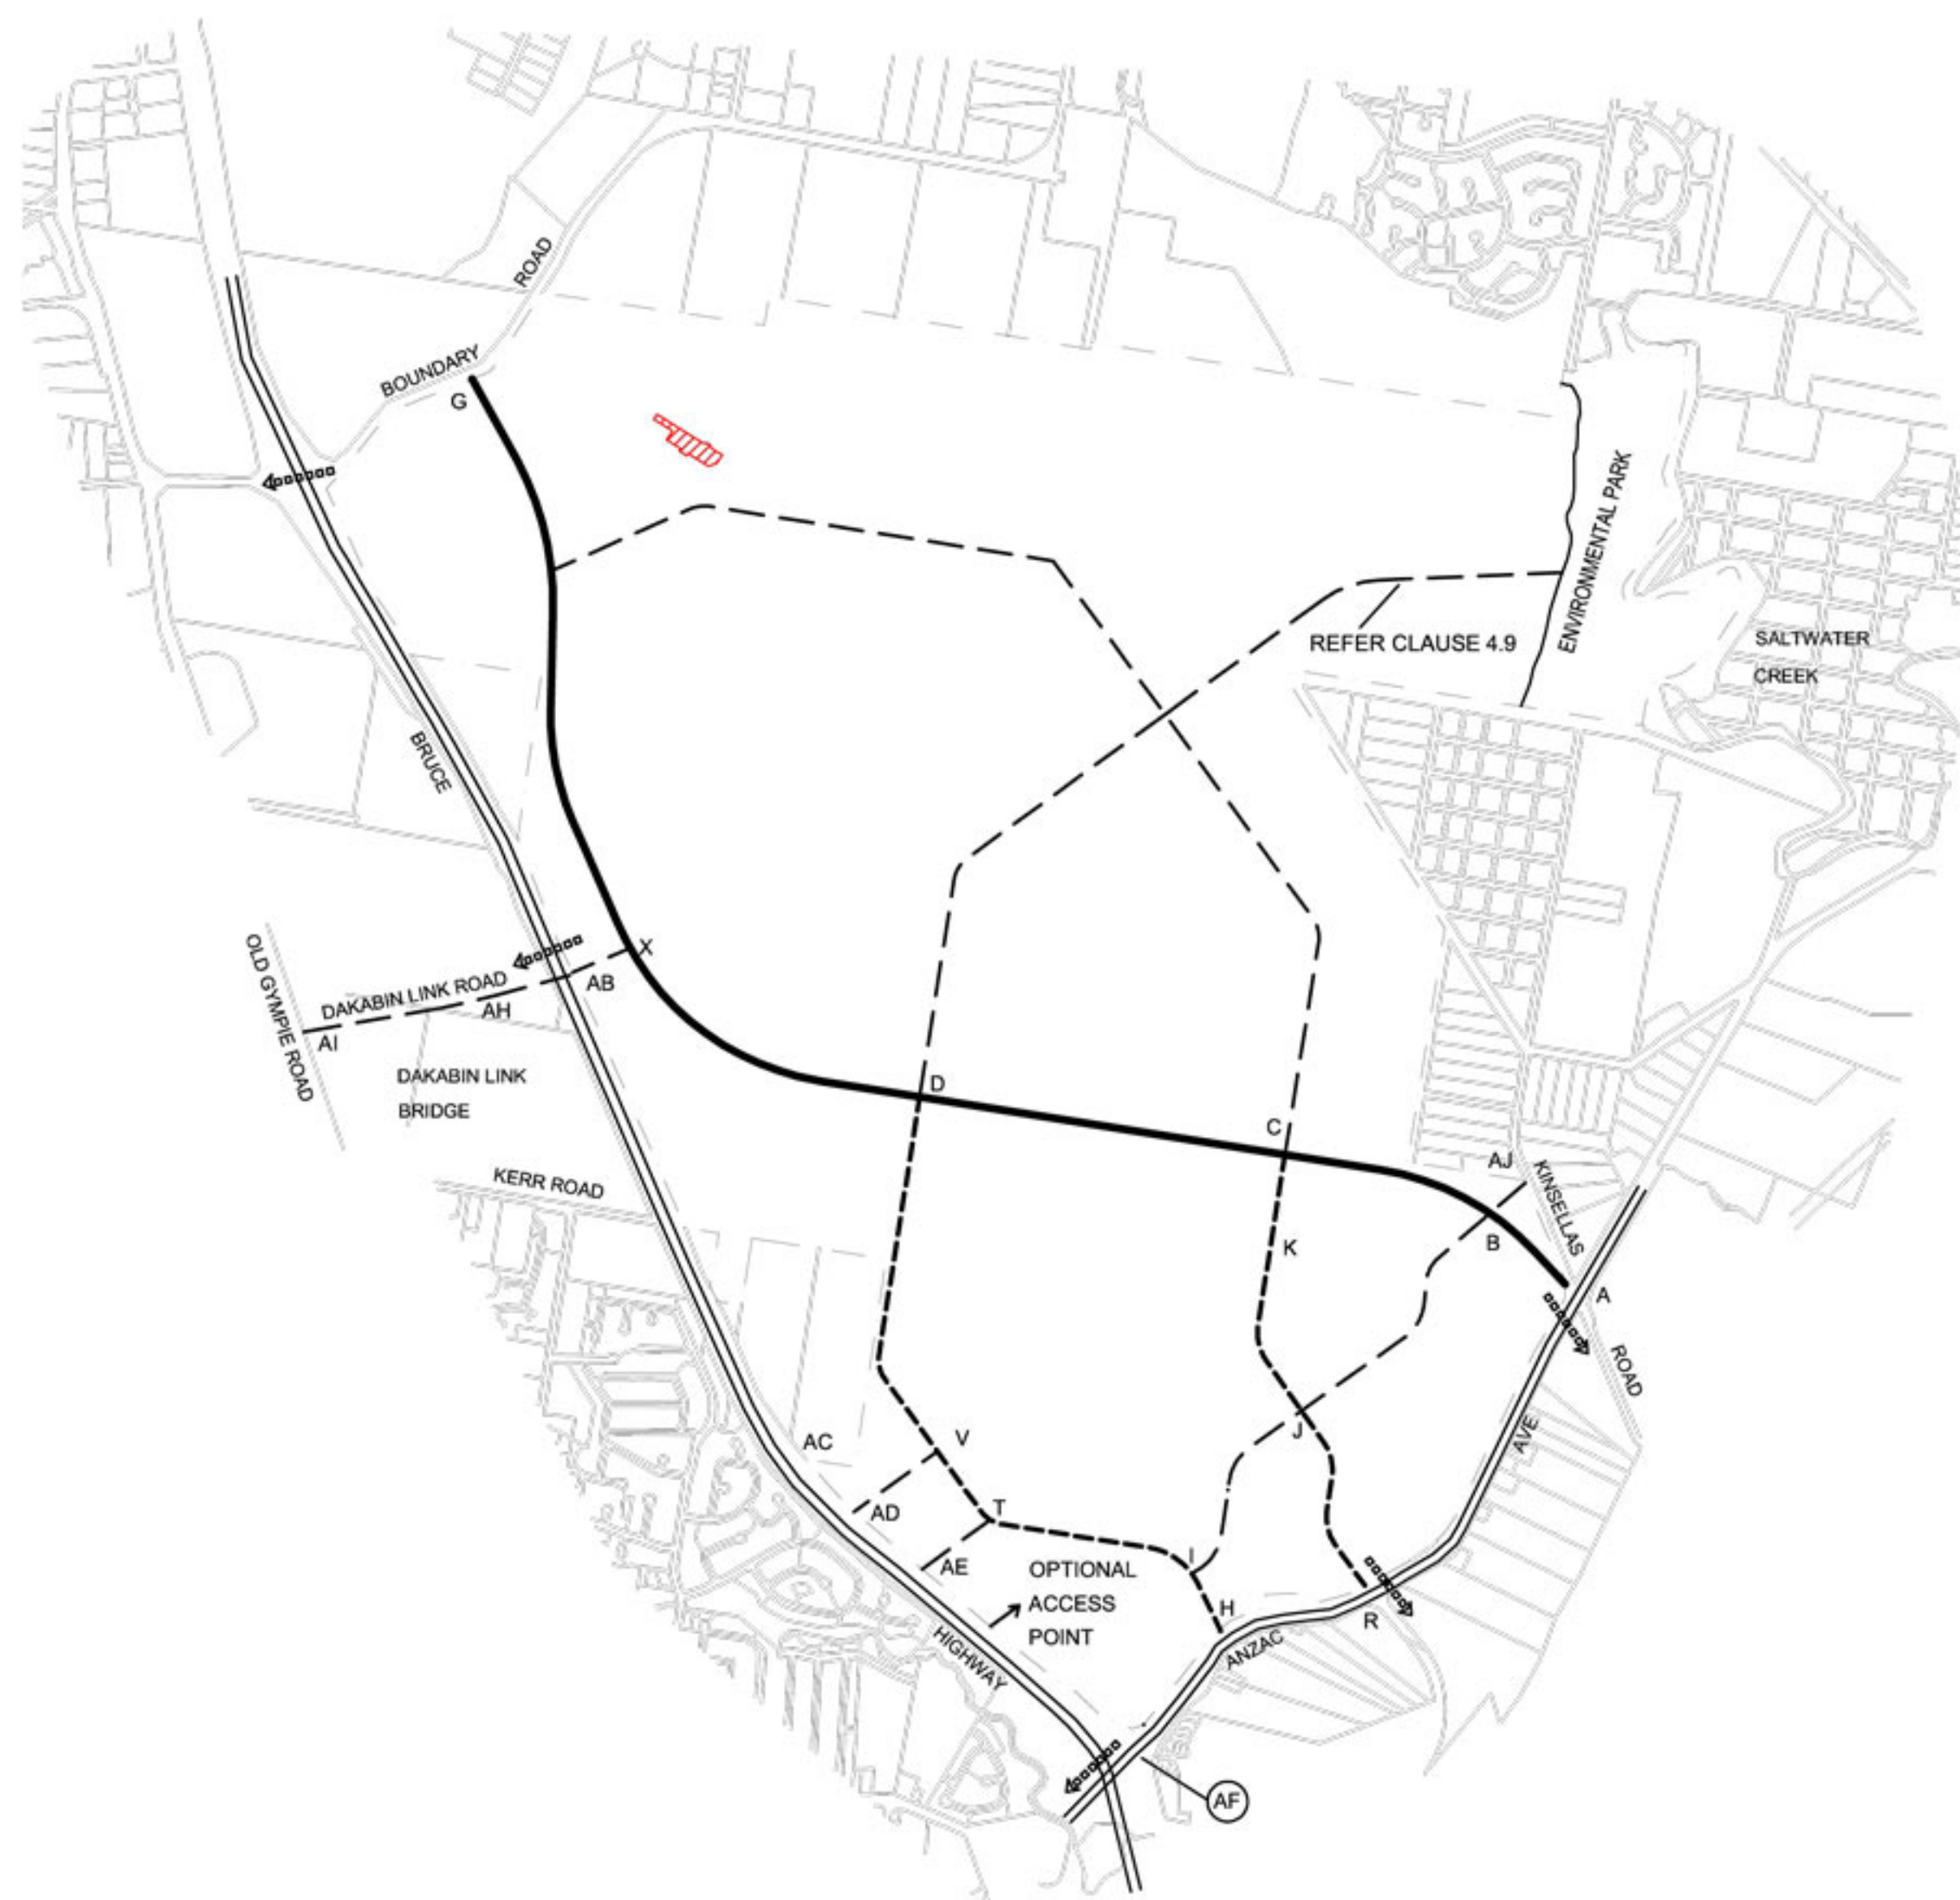 ROAD
BOUNDARY
G
ENVIRONMENTAL PARK
REFER CLAUSE 4.9
SALTWATER
CREEK
BRUCE
X
OLD GYMPIE ROAD
DAKABIN LINK ROAD
AB
AH
AI
DAKABIN LINK
BRIDGE
D
C
AJ
KINSELLAS
KERR ROAD
K
B
A
ROAD
AVE
J
V
AC
AD
T
AE
I
OPTIONAL
ACCESS
POINT
H
R
ANZAC
HIGHWAY
AF